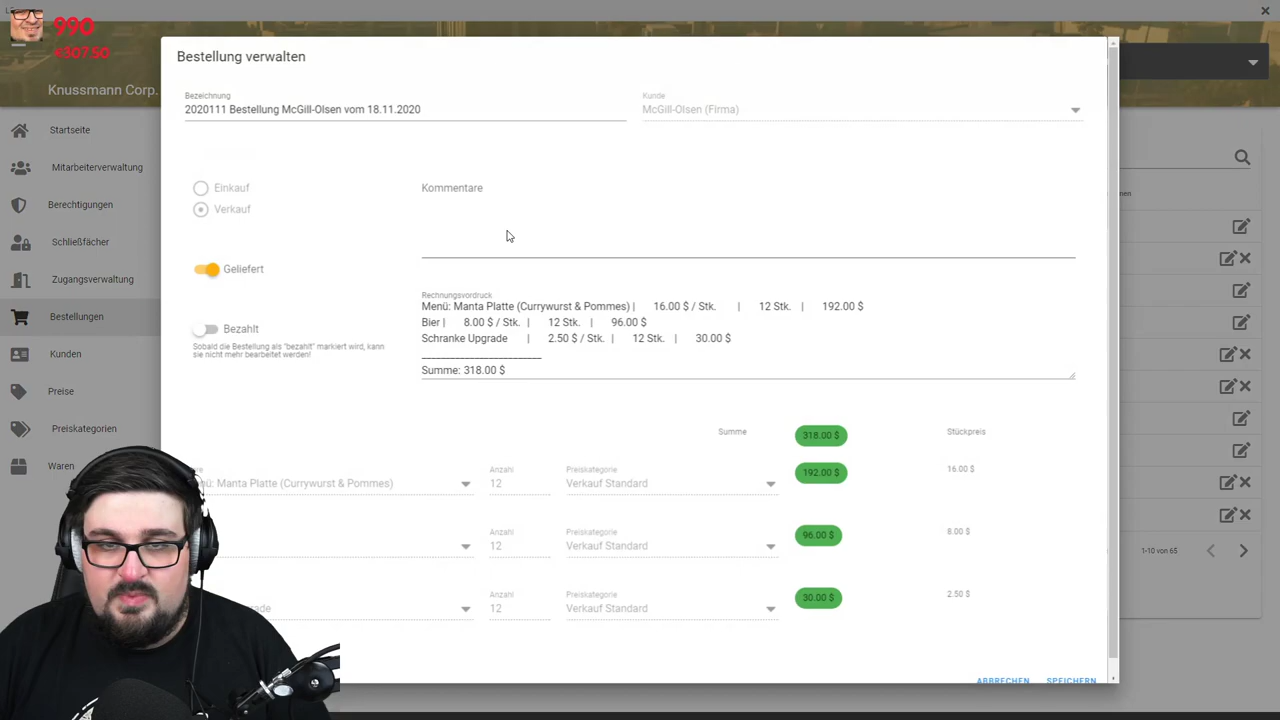 990
Bestellung verwalten
Knussmann Corp.
Startseite
Mitarbeiterverwaltung
Berechtigungen
Schließfächer
Zugangsverwaltung
Bestellungen
Kunden
Preise
Preiskategorien
Waren
Bezeichnung
2020111 Bestellung McGill-Olsen vom 18.11.2020
Kunde
McGill-Olsen (Firma)
Einkauf
Verkauf
Kommentare
Geliefert
Bezahlt
Sobald die Bestellung als "bezahlt" markiert wird, kann
sie nicht mehr bearbeitet werden!
Rechnungsvordruck
Menü: Manta Platte (Currywurst & Pommes) | 16.00 $ / Stk. | 12 Stk. | 192.00 $
Bier | 8.00 $ / Stk. | 12 Stk. | 96.00 $
Schranke Upgrade | 2.50 $ / Stk. | 12 Stk. | 30.00 $
Summe: 318.00 $
Summe 318.00 $ Stückpreis
Anzahl Preiskategorie 192.00 $ 16.00 $
Manta Platte (Currywurst & Pommes) 12 Verkauf Standard
Anzahl Preiskategorie 96.00 $ 8.00 $
12 Verkauf Standard
Anzahl Preiskategorie 30.00 $ 2.50 $
12 Verkauf Standard
ABBRECHEN SPEICHERN
1-10 von 65